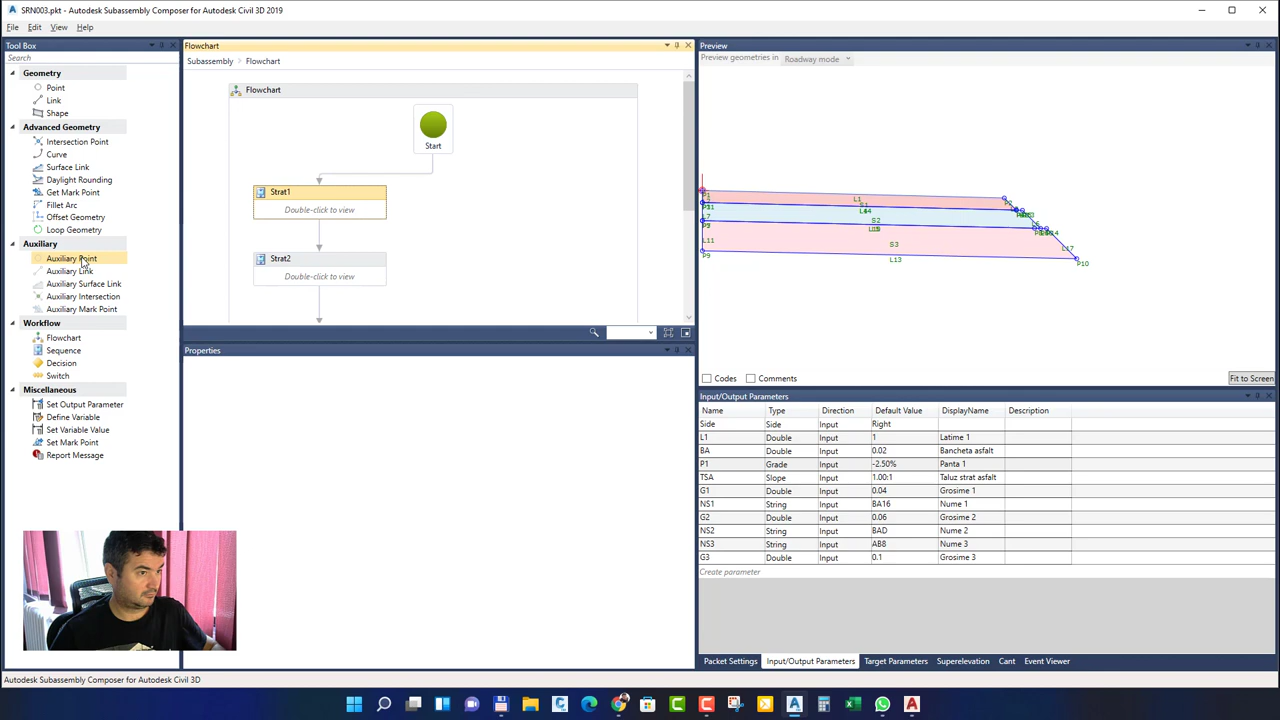 SRN003.pkt - Autodesk Subassembly Composer for Autodesk Civil 3D 2019
File Edit View Help
Tool Box
Search
Geometry
Point
Link
Shape
Advanced Geometry
Intersection Point
Curve
Surface Link
Daylight Rounding
Get Mark Point
Fillet Arc
Offset Geometry
Loop Geometry
Auxiliary
Auxiliary Point
Auxiliary Link
Auxiliary Surface Link
Auxiliary Intersection
Auxiliary Mark Point
Workflow
Flowchart
Sequence
Decision
Switch
Miscellaneous
Set Output Parameter
Define Variable
Set Variable Value
Set Mark Point
Report Message
Flowchart
Subassembly > Flowchart
Flowchart
Start
Strat1
Double-click to view
Strat2
Double-click to view
Properties
Preview
Preview geometries in Roadway mode
P1
L1
S1
L7
S2
L11
S3
L17
P9
L13
P10
Codes Comments Fit to Screen
Input/Output Parameters
Name Type Direction Default Value DisplayName Description
Side Side Input Right
L1 Double Input 1 Latime 1
BA Double Input 0.02 Bancheta asfalt
P1 Grade Input -2.50% Panta 1
TSA Slope Input 1.00:1 Taluz strat asfalt
G1 Double Input 0.04 Grosime 1
NS1 String Input BA16 Nume 1
G2 Double Input 0.06 Grosime 2
NS2 String Input BAD Nume 2
NS3 String Input AB8 Nume 3
G3 Double Input 0.1 Grosime 3
Create parameter
Packet Settings Input/Output Parameters Target Parameters Superelevation Cant Event Viewer
Autodesk Subassembly Composer for Autodesk Civil 3D 2019